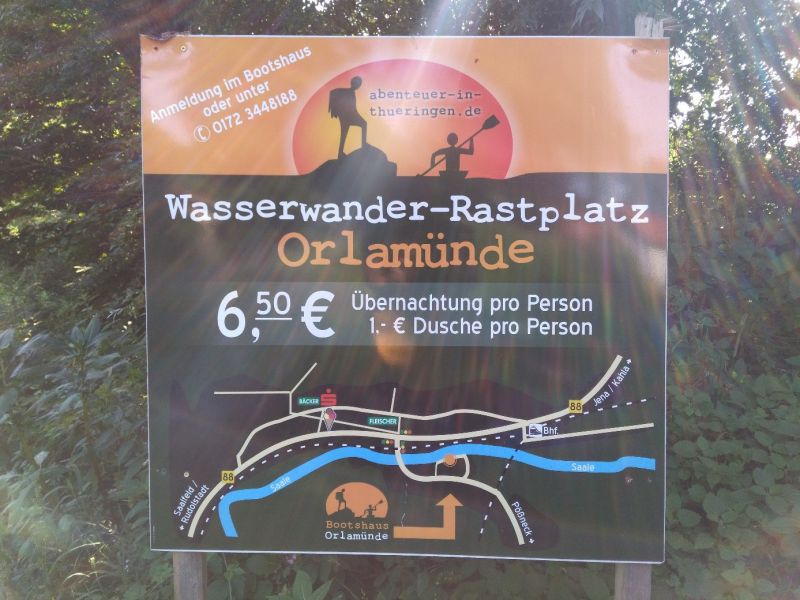 Anmeldung im Bootshaus
oder unter
0172 3448188
abenteuer-in-
thueringen.de
Wasserwander-Rastplatz
Orlamünde
6,50 € Übernachtung pro Person
1.- € Dusche pro Person
BÄCKER
FLEISCHER
88
Jena / Kahla
Bhf.
88
Saale
Saale
Saalfeld /
Rudolstadt
Pößneck
Bootshaus
Orlamünde